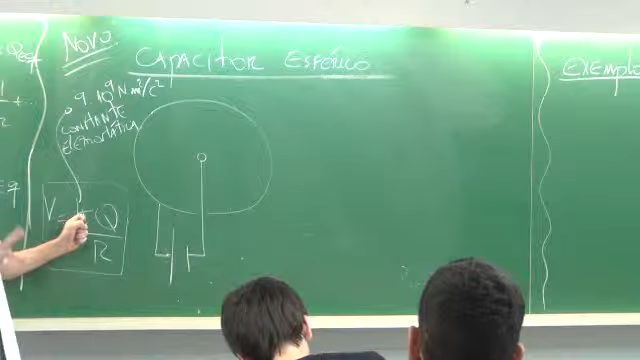 Novo.
CAPACITOR ESFÉRICO
EXEMPLO
9.10⁹ N m²/c²
CONSTANTE
ELETROSTÁTICA
V =
Q
R